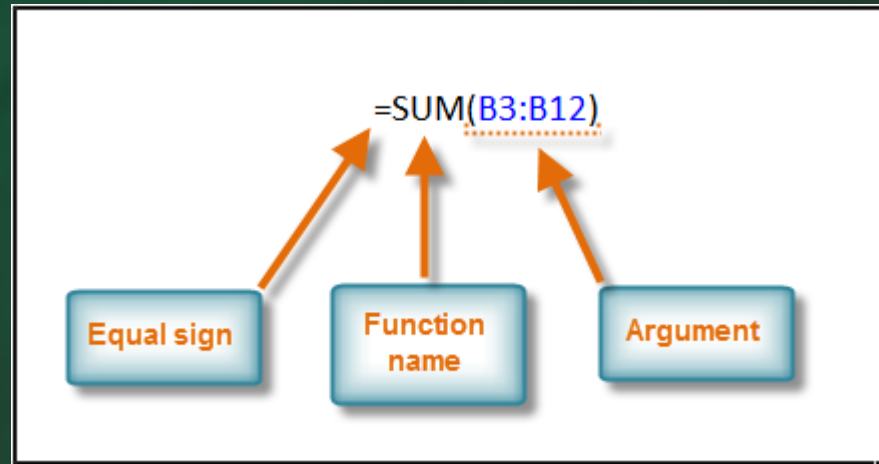 =SUM(B3:B12)
Equal sign
Function
name
Argument